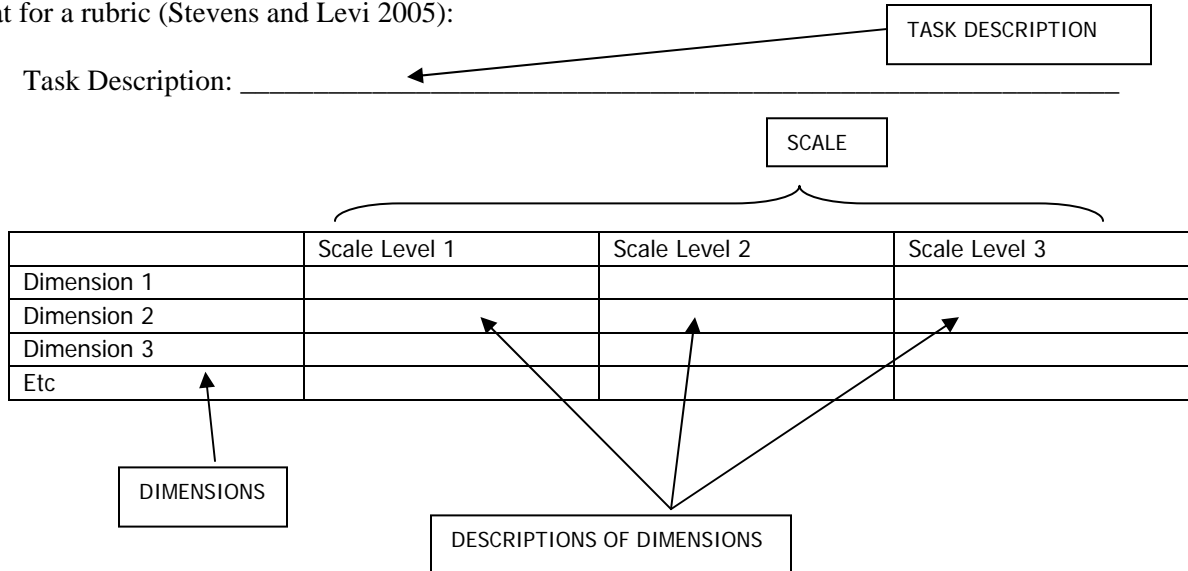 at for a rubric (Stevens and Levi 2005):
TASK DESCRIPTION
Task Description: ____________________________________________________________
SCALE
Scale Level 1 Scale Level 2 Scale Level 3
Dimension 1
Dimension 2
Dimension 3
Etc
DIMENSIONS
DESCRIPTIONS OF DIMENSIONS